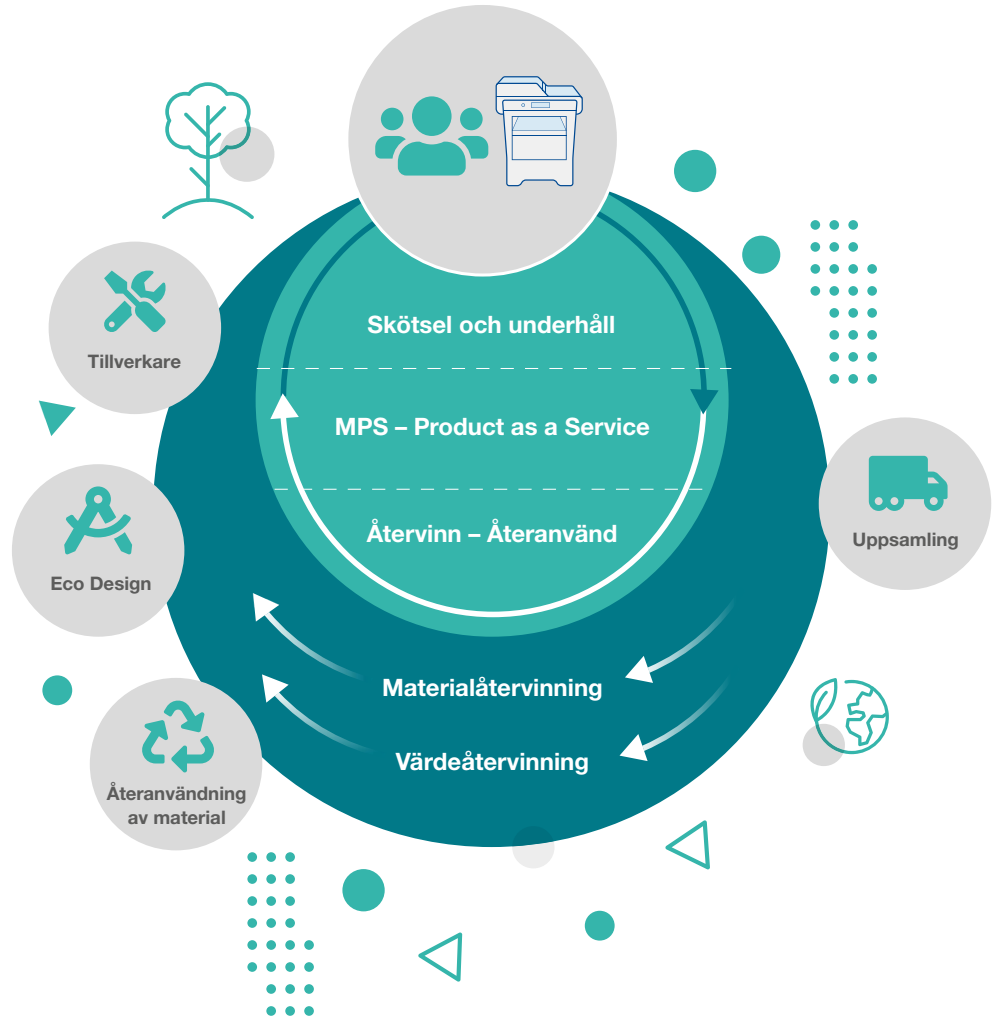 Skötsel och underhåll
Tillverkare
MPS – Product as a Service
Återvinn – Återanvänd
Uppsamling
Eco Design
Materialåtervinning
Värdeåtervinning
Återanvändning
av material